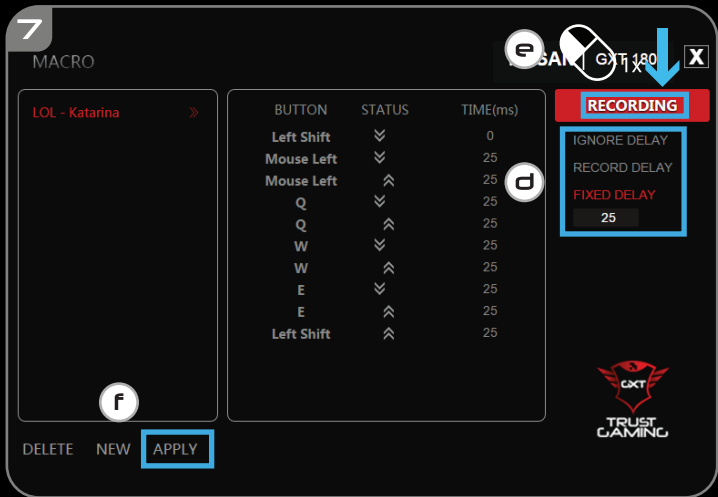 7
MACRO
e
SAN
GXT 180
1x
X
LOL - Katarina
BUTTON STATUS TIME(ms)
Left Shift 0
Mouse Left 25
Mouse Left 25
Q 25
Q 25
W 25
W 25
E 25
E 25
Left Shift 25
RECORDING
d
IGNORE DELAY
RECORD DELAY
FIXED DELAY
25
f
DELETE NEW APPLY
GXT
TRUST
GAMING